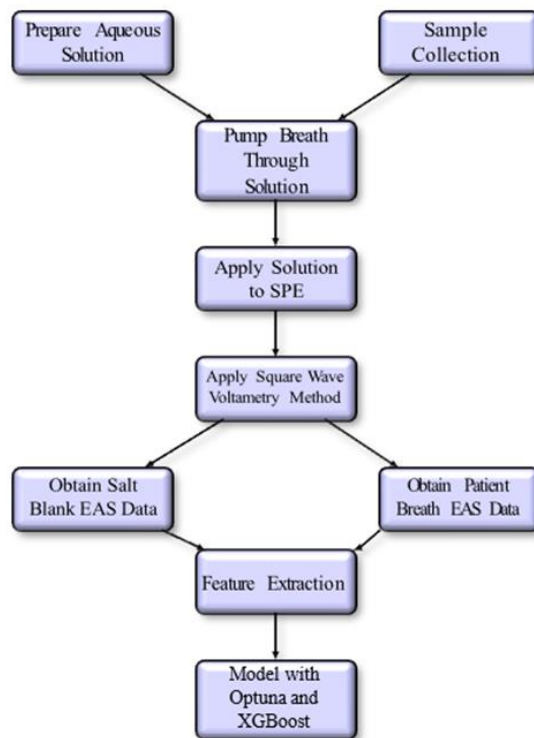 Prepare Aqueous
Solution
Sample
Collection
Pump Breath
Through
Solution
Apply Solution
to SPE
Apply Square Wave
Voltametry Method
Obtain Salt
Blank EAS Data
Obtain Patient
Breath EAS Data
Feature Extraction
Model with
Optuna and
XGBoost